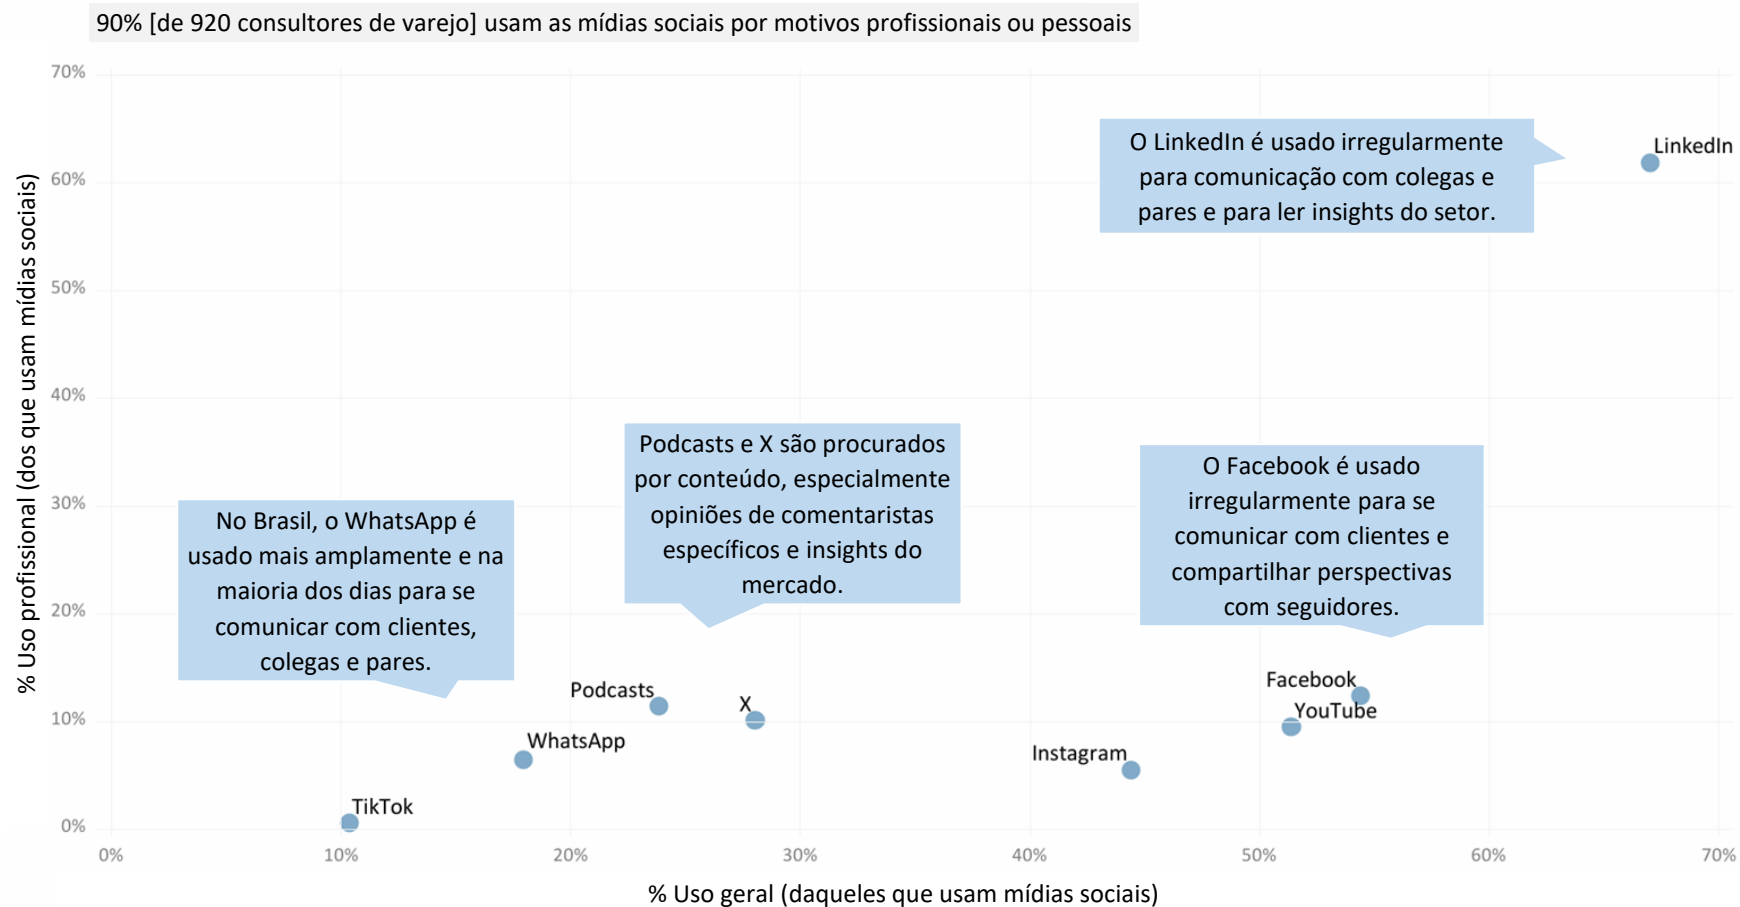 90% [de 920 consultores de varejo] usam as mídias sociais por motivos profissionais ou pessoais
% Uso profissional (dos que usam mídias sociais)
70%
60%
50%
40%
30%
20%
10%
0%
O LinkedIn é usado irregularmente
para comunicação com colegas e
pares e para ler insights do setor.
LinkedIn
Podcasts e X são procurados
por conteúdo, especialmente
opiniões de comentaristas
específicos e insights do
mercado.
O Facebook é usado
irregularmente para se
comunicar com clientes e
compartilhar perspectivas
com seguidores.
No Brasil, o WhatsApp é
usado mais amplamente e na
maioria dos dias para se
comunicar com clientes,
colegas e pares.
Podcasts
X
Facebook
YouTube
WhatsApp
Instagram
TikTok
0%
10%
20%
30%
40%
50%
60%
70%
% Uso geral (daqueles que usam mídias sociais)